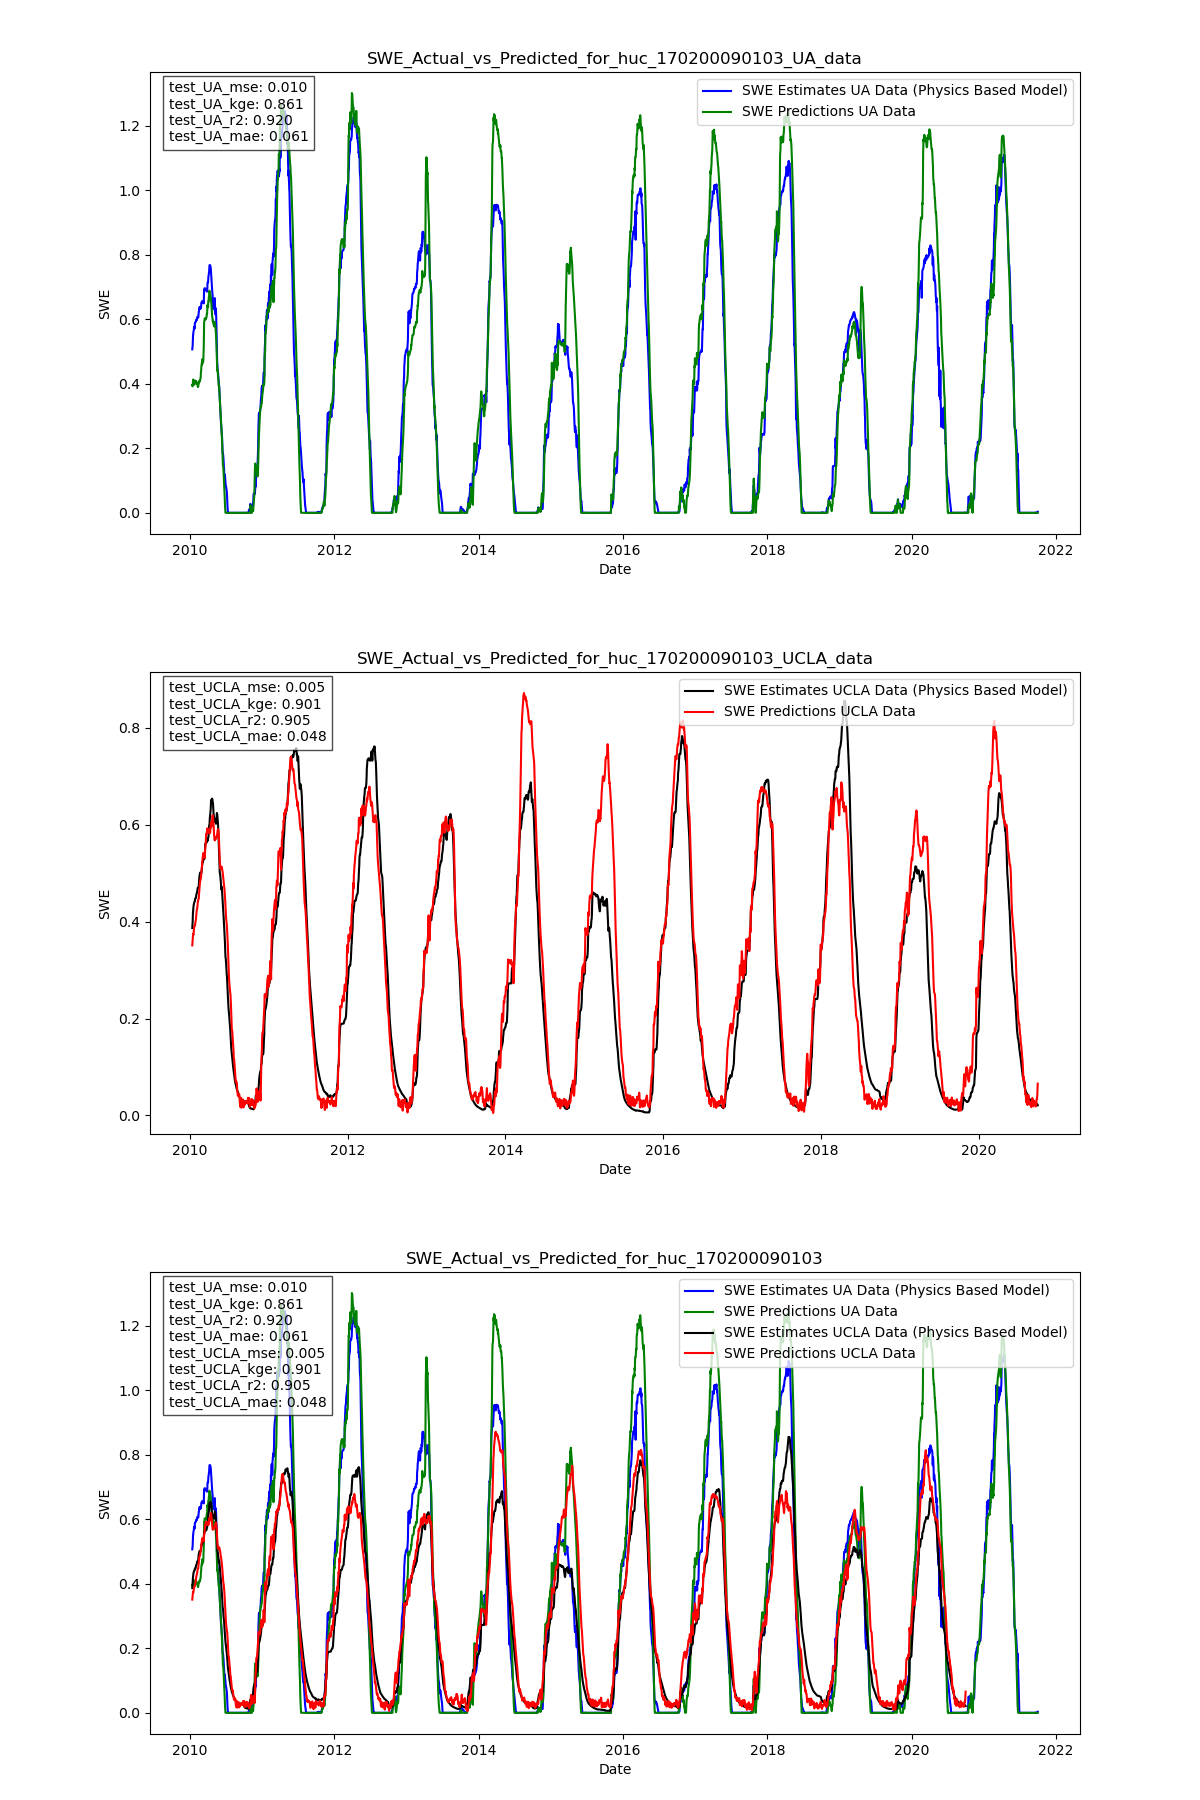 SWE_Actual_vs_Predicted_for_huc_170200090103_UA_data
test_UA_mse: 0.010
test_UA_kge: 0.861
test_UA_r2: 0.920
test_UA_mae: 0.061
SWE Estimates UA Data (Physics Based Model)
SWE Predictions UA Data
1.2
1.0
0.8
0.6
0.4
0.2
0.0
SWE
2010 2012 2014 2016 2018 2020 2022
Date
SWE_Actual_vs_Predicted_for_huc_170200090103_UCLA_data
test_UCLA_mse: 0.005
test_UCLA_kge: 0.901
test_UCLA_r2: 0.905
test_UCLA_mae: 0.048
SWE Estimates UCLA Data (Physics Based Model)
SWE Predictions UCLA Data
0.8
0.6
0.4
0.2
0.0
SWE
2010 2012 2014 2016 2018 2020
Date
SWE_Actual_vs_Predicted_for_huc_170200090103
test_UA_mse: 0.010
test_UA_kge: 0.861
test_UA_r2: 0.920
test_UA_mae: 0.061
test_UCLA_mse: 0.005
test_UCLA_kge: 0.901
test_UCLA_r2: 0.905
test_UCLA_mae: 0.048
SWE Estimates UA Data (Physics Based Model)
SWE Predictions UA Data
SWE Estimates UCLA Data (Physics Based Model)
SWE Predictions UCLA Data
1.2
1.0
0.8
0.6
0.4
0.2
0.0
SWE
2010 2012 2014 2016 2018 2020 2022
Date